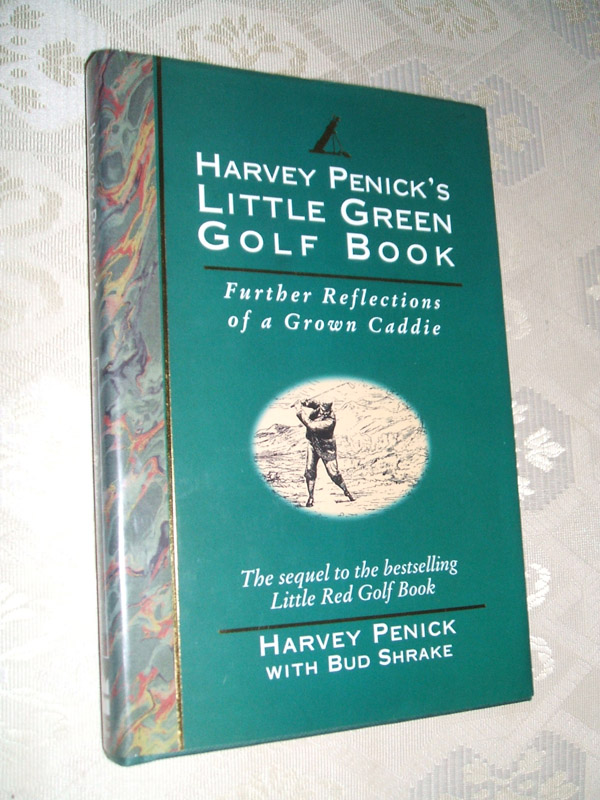 HARVEY PENICK'S
LITTLE GREEN
GOLF BOOK
Further Reflections
of a Grown Caddie
The sequel to the bestselling
Little Red Golf Book
HARVEY PENICK
WITH BUD SHRAKE